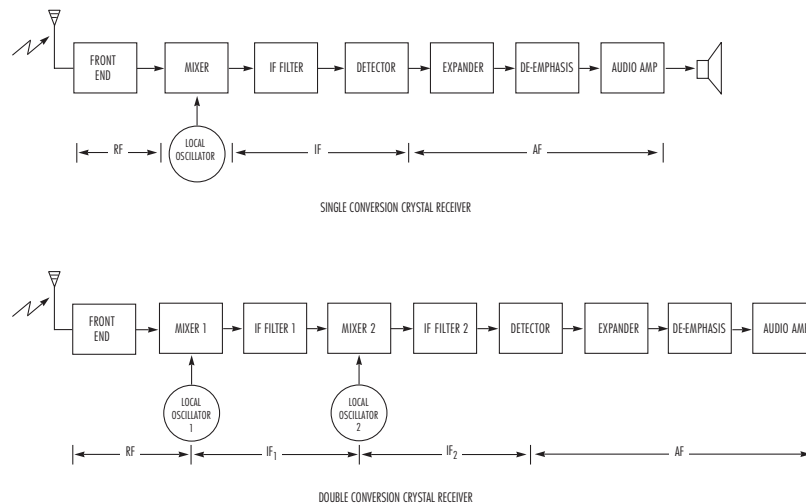 FRONT
END
MIXER
IF FILTER
DETECTOR
EXPANDER
DE-EMPHASIS
AUDIO AMP
LOCAL
OSCILLATOR
RF
IF
AF
SINGLE CONVERSION CRYSTAL RECEIVER
FRONT
END
MIXER 1
IF FILTER 1
MIXER 2
IF FILTER 2
DETECTOR
EXPANDER
DE-EMPHASIS
AUDIO AMP
LOCAL
OSCILLATOR
1
LOCAL
OSCILLATOR
2
RF
IF1
IF2
AF
DOUBLE CONVERSION CRYSTAL RECEIVER